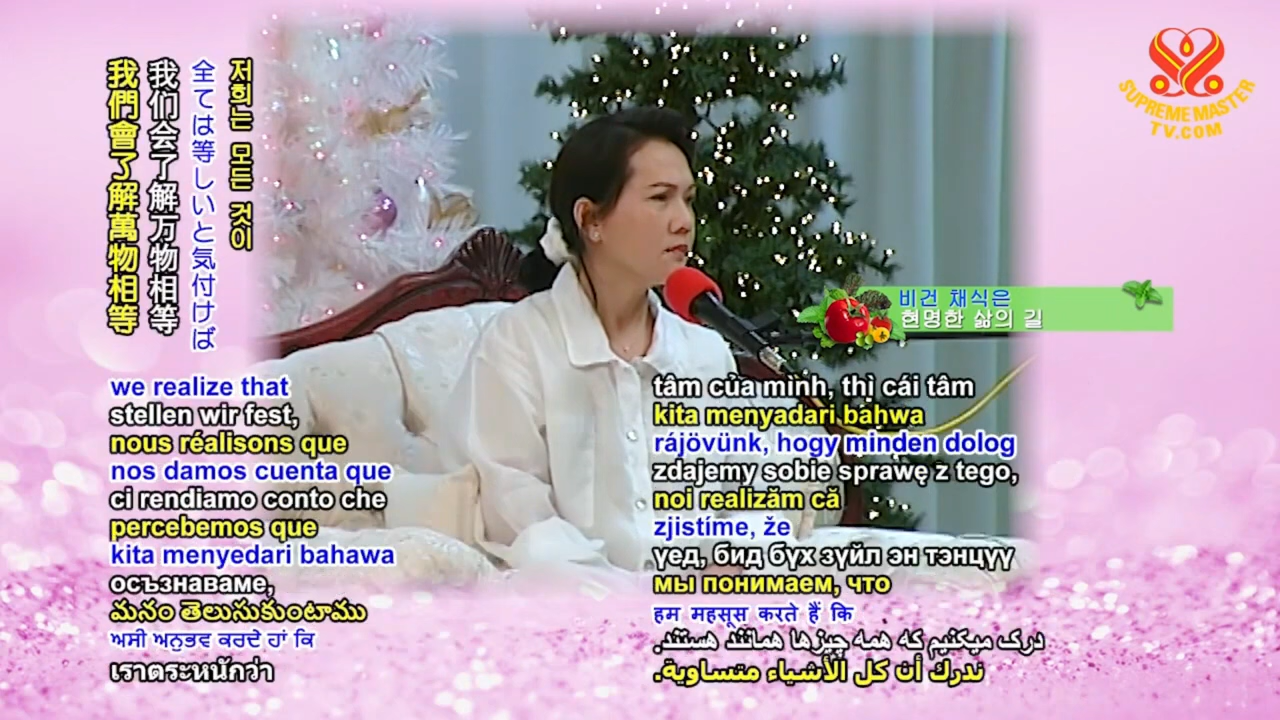 我們會了解萬物相等
我们会了解万物相等
全ては等しいと気付けば
저희는 모든 것이
SUPREME MASTER
TV.COM
비건 채식은
현명한 삶의 길
we realize that
stellen wir fest,
nous réalisons que
nos damos cuenta que
ci rendiamo conto che
percebemos que
kita menyedari bahawa
осъзнаваме,
మనం తెలుసుకుంటాము
ਅਸੀ ਅਨੁਭਵ ਕਰਦੇ ਹਾਂ ਕਿ
เราตระหนักว่า
tâm của mình, thì cái tâm
kita menyadari bahwa
rájövünk, hogy minden dolog
zdajemy sobie sprawę z tego,
noi realizăm că
zjistíme, že
үед, бид бүх зүйл эн тэнцүү
мы понимаем, что
हम महसूस करते हैं कि
درک میکنیم که همه چیزها همانند هستند.
ندرك أن كل الأشياء متساوية.